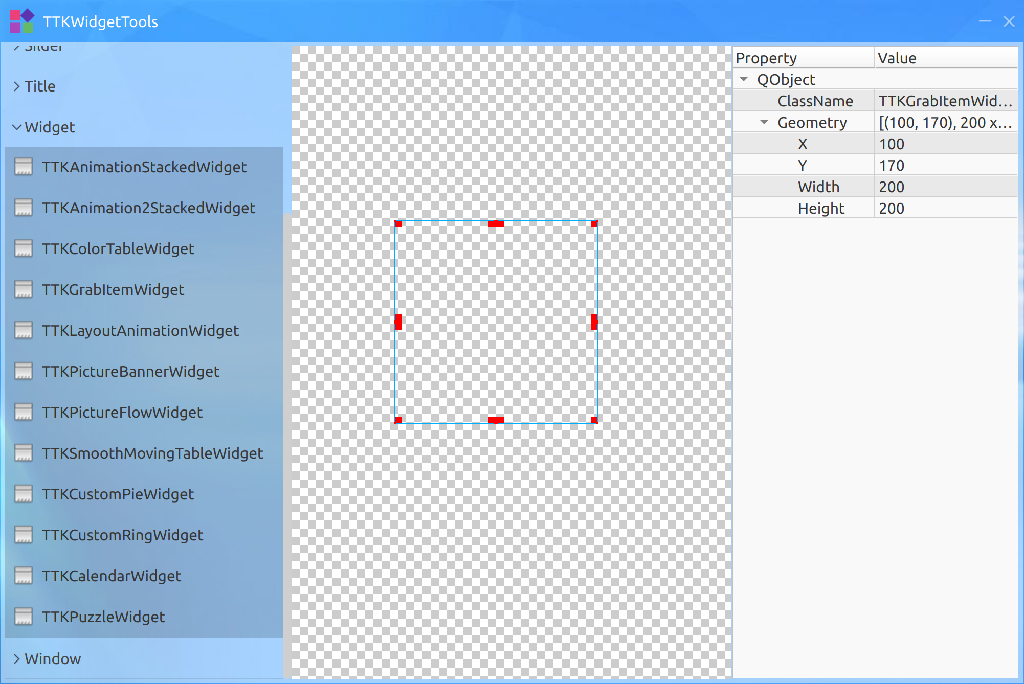 TTKWidgetTools
Slider
Title
Widget
TTKAnimationStackedWidget
TTKAnimation2StackedWidget
TTKColorTableWidget
TTKGrabItemWidget
TTKLayoutAnimationWidget
TTKPictureBannerWidget
TTKPictureFlowWidget
TTKSmoothMovingTableWidget
TTKCustomPieWidget
TTKCustomRingWidget
TTKCalendarWidget
TTKPuzzleWidget
Window
Property Value
QObject
ClassName TTKGrabItemWid...
Geometry [(100, 170), 200 x...
X 100
Y 170
Width 200
Height 200